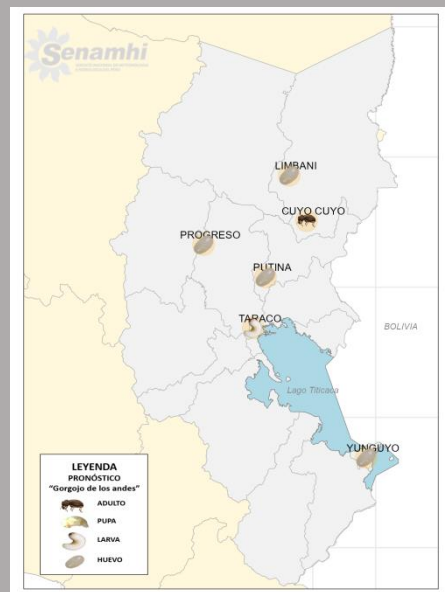 Senamhi
LIMBANI
CUYO CUYO
PROGRESO
PUTINA
TARACO
BOLIVIA
Lago Titicaca
YUNGUYO
LEYENDA
PRONÓSTICO
"Gorgojo de los andes"
ADULTO
PUPA
LARVA
HUEVO